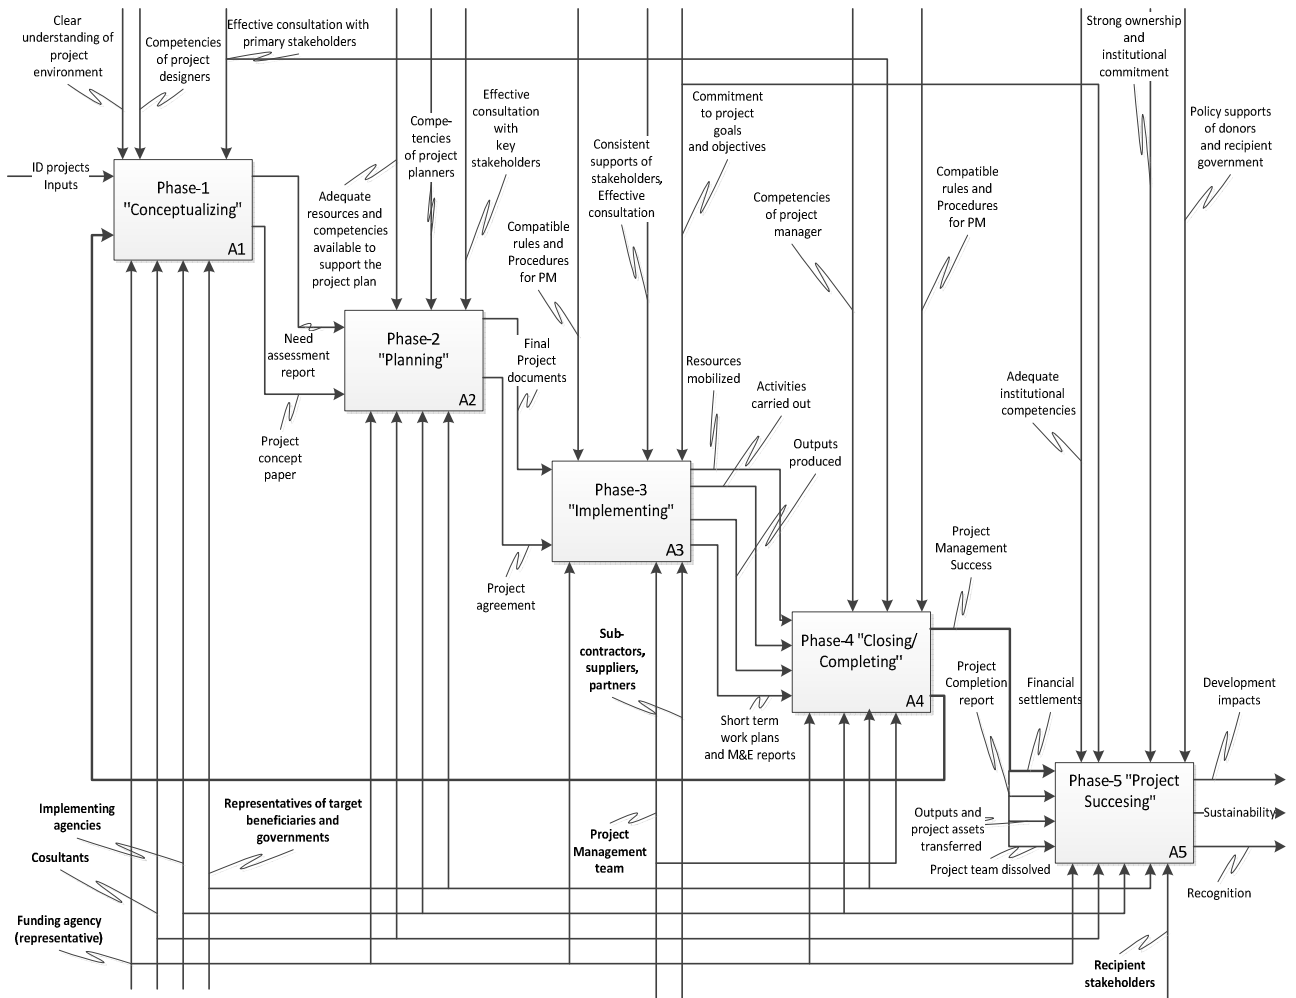 Clear
understanding of
project
environment
Competencies
of project
designers
Effective consultation with
primary stakeholders
ID projects
Inputs
Phase-1
"Conceptualizing"
A1
Adequate
resources and
competencies
available to
support the
project plan
Compe-
tencies
of project
planners
Effective
consultation
with
key
stakeholders
Need
assessment
report
Project
concept
paper
Phase-2
"Planning"
A2
Compatible
rules and
Procedures
for PM
Consistent
supports of
stakeholders,
Effective
consultation
Commitment
to project
goals
and objectives
Final
Project
documents
Project
agreement
Phase-3
"Implementing"
A3
Resources
mobilized
Activities
carried out
Outputs
produced
Competencies
of project
manager
Compatible
rules and
Procedures
for PM
Short term
work plans
and M&E reports
Phase-4 "Closing/
Completing"
A4
Strong ownership
and
institutional
commitment
Policy supports
of donors
and recipient
government
Adequate
institutional
competencies
Project
Management
Success
Project
Completion
report
Financial
settlements
Outputs and
project assets
transferred
Project team dissolved
Phase-5 "Project
Succesing"
A5
Development
impacts
Sustainability
Recognition
Sub-
contractors,
suppliers,
partners
Project
Management
team
Implementing
agencies
Cosultants
Funding agency
(representative)
Representatives of target
beneficiaries and
governments
Recipient
stakeholders